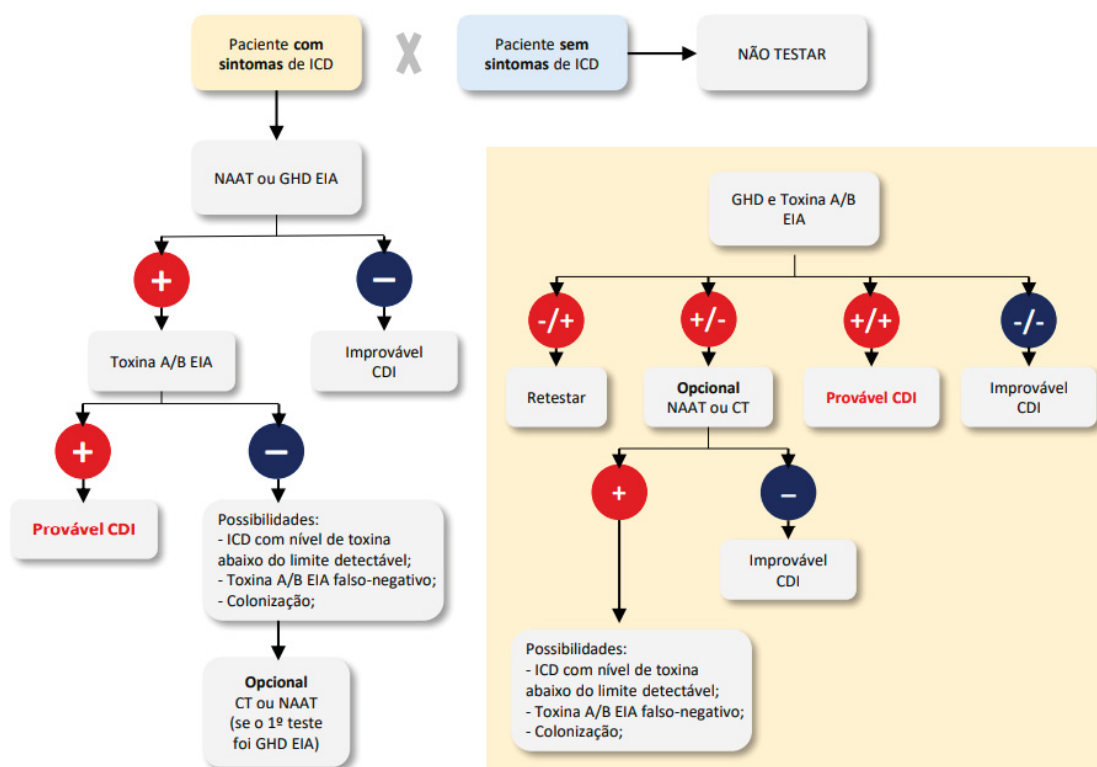 Paciente com
sintomas de ICD
X
Paciente sem
sintomas de ICD
NÃO TESTAR
NAAT ou GHD EIA
+
−
Toxina A/B EIA
Improvável
CDI
+
−
Provável CDI
Possibilidades:
- ICD com nível de toxina
abaixo do limite detectável;
- Toxina A/B EIA falso-negativo;
- Colonização;
Opcional
CT ou NAAT
(se o 1º teste
foi GHD EIA)
GHD e Toxina A/B
EIA
-/+
+/-
+/+
-/-
Retestar
Opcional
NAAT ou CT
Provável CDI
Improvável
CDI
+
−
Improvável
CDI
Possibilidades:
- ICD com nível de toxina
abaixo do limite detectável;
- Toxina A/B EIA falso-negativo;
- Colonização;